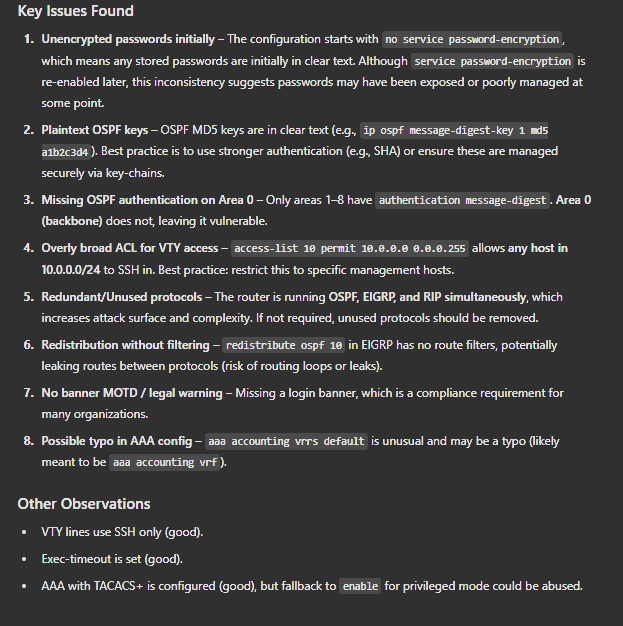 Key Issues Found
1. Unencrypted passwords initially – The configuration starts with no service password-encryption,
which means any stored passwords are initially in clear text. Although service password-encryption is
re-enabled later, this inconsistency suggests passwords may have been exposed or poorly managed at
some point.
2. Plaintext OSPF keys – OSPF MD5 keys are in clear text (e.g., ip ospf message-digest-key 1 md5
a1b2c3d4). Best practice is to use stronger authentication (e.g., SHA) or ensure these are managed
securely via key-chains.
3. Missing OSPF authentication on Area 0 – Only areas 1–8 have authentication message-digest. Area 0
(backbone) does not, leaving it vulnerable.
4. Overly broad ACL for VTY access – access-list 10 permit 10.0.0.0 0.0.0.255 allows any host in
10.0.0.0/24 to SSH in. Best practice: restrict this to specific management hosts.
5. Redundant/Unused protocols – The router is running OSPF, EIGRP, and RIP simultaneously, which
increases attack surface and complexity. If not required, unused protocols should be removed.
6. Redistribution without filtering – redistribute ospf 10 in EIGRP has no route filters, potentially
leaking routes between protocols (risk of routing loops or leaks).
7. No banner MOTD / legal warning – Missing a login banner, which is a compliance requirement for
many organizations.
8. Possible typo in AAA config – aaa accounting vrrs default is unusual and may be a typo (likely
meant to be aaa accounting vrf).
Other Observations
• VTY lines use SSH only (good).
• Exec-timeout is set (good).
• AAA with TACACS+ is configured (good), but fallback to enable for privileged mode could be abused.